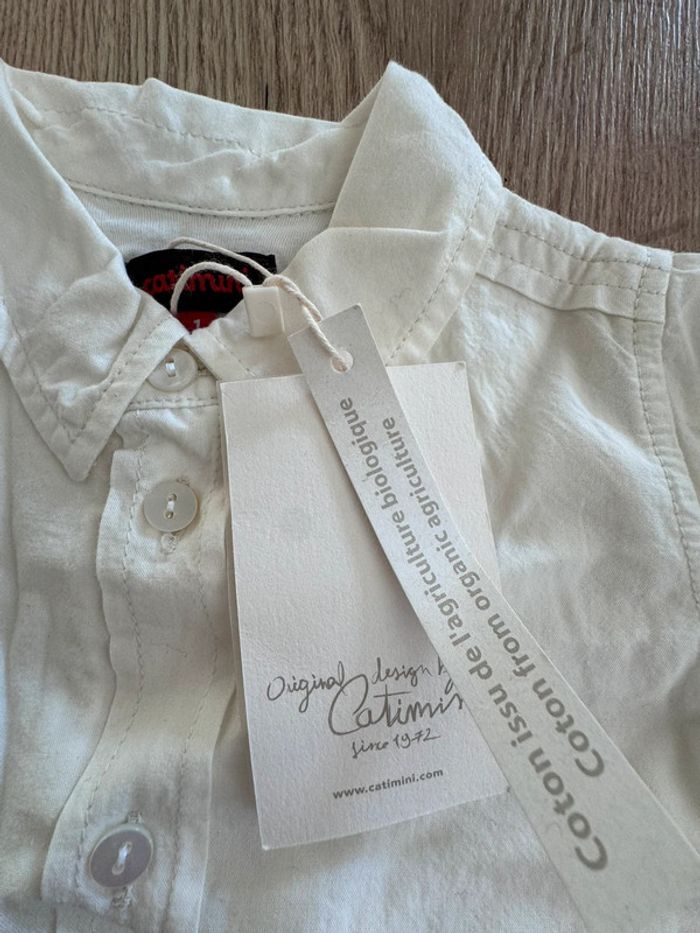 catimini
1
Original design by
Catimini
since 1972
www.catimini.com
Coton issu de l'agriculture biologique
Coton from organic agriculture